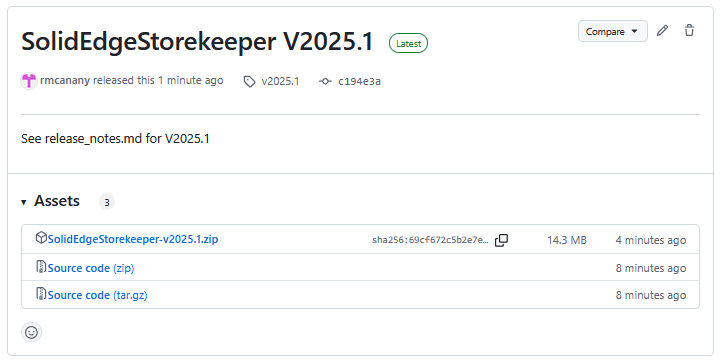 SolidEdgeStorekeeper V2025.1 Latest Compare
rmcanany released this 1 minute ago v2025.1 c194e3a
See release_notes.md for V2025.1
Assets 3
SolidEdgeStorekeeper-v2025.1.zip sha256:69cf672c5b2e7e… 14.3 MB 4 minutes ago
Source code (zip) 8 minutes ago
Source code (tar.gz) 8 minutes ago